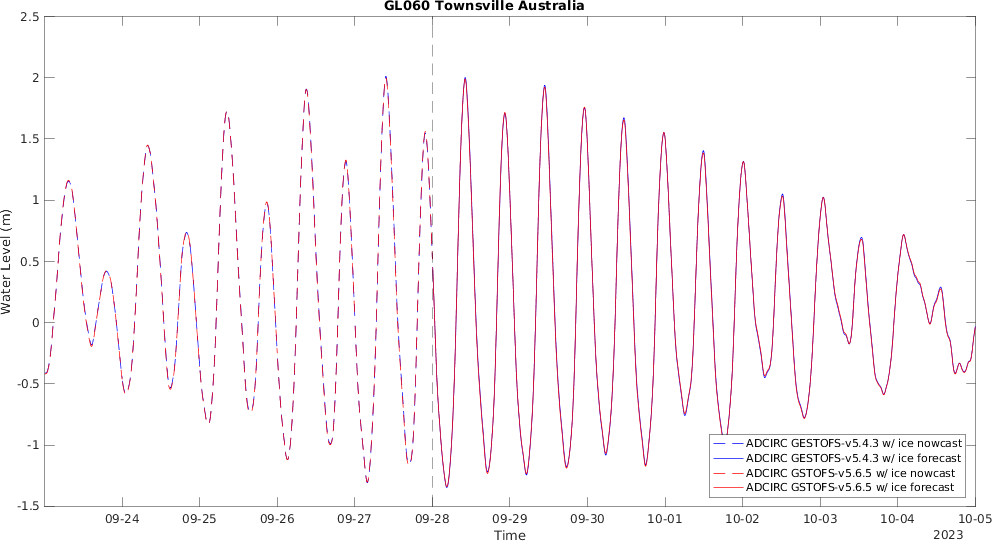 GL060 Townsville Australia
2.5
2
1.5
1
0.5
0
-0.5
-1
-1.5
Water Level (m)
ADCIRC GESTOFS-v5.4.3 w/ ice nowcast
ADCIRC GESTOFS-v5.4.3 w/ ice forecast
ADCIRC GSTOFS-v5.6.5 w/ ice nowcast
ADCIRC GSTOFS-v5.6.5 w/ ice forecast
09-24 09-25 09-26 09-27 09-28 09-29 09-30 10-01 10-02 10-03 10-04 10-05
Time
2023